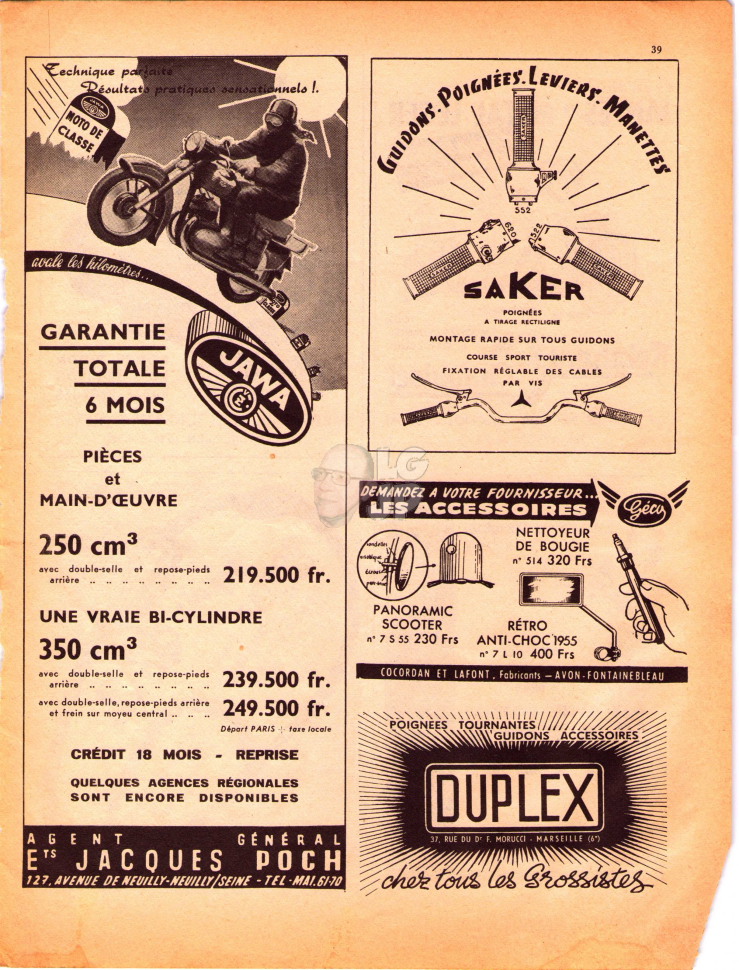 39
Technique parfaite
Résultats pratiques sensationnels !.
JAWA
MOTO DE
CLASSE
avale les kilomètres...
GARANTIE
TOTALE
6 MOIS
JAWA
PIÈCES
et
MAIN-D'ŒUVRE
250 cm³
avec double-selle et repose-pieds
arrière .. .. .. .. .. .. .. 219.500 fr.
UNE VRAIE BI-CYLINDRE
350 cm³
avec double-selle et repose-pieds
arrière .. .. .. .. .. .. .. 239.500 fr.
avec double-selle, repose-pieds arrière
et frein sur moyeu central .. .. 249.500 fr.
Départ PARIS + taxe locale
CRÉDIT 18 MOIS - REPRISE
QUELQUES AGENCES RÉGIONALES
SONT ENCORE DISPONIBLES
AGENT GÉNÉRAL
Ets JACQUES POCH
127, AVENUE DE NEUILLY-NEUILLY/SEINE - TEL-MAI.61-70
GUIDONS. POIGNÉES. LEVIERS. MANETTES
552
620
522
SAKER
POIGNÉES
A TIRAGE RECTILIGNE
MONTAGE RAPIDE SUR TOUS GUIDONS
COURSE SPORT TOURISTE
FIXATION RÉGLABLE DES CABLES
PAR VIS
LG
DEMANDEZ A VOTRE FOURNISSEUR...
LES ACCESSOIRES
Géco
NETTOYEUR
DE BOUGIE
n° 514 320 Frs
PANORAMIC
SCOOTER
n° 7 S 55 230 Frs
RÉTRO
ANTI-CHOC 1955
n° 7 L 10 400 Frs
COCORDAN ET LAFONT, Fabricants - AVON-FONTAINEBLEAU
POIGNEES TOURNANTES
GUIDONS ACCESSOIRES
DUPLEX
37, RUE DU Dr F. MORUCCI - MARSEILLE (6e)
chez tous les Grossistes